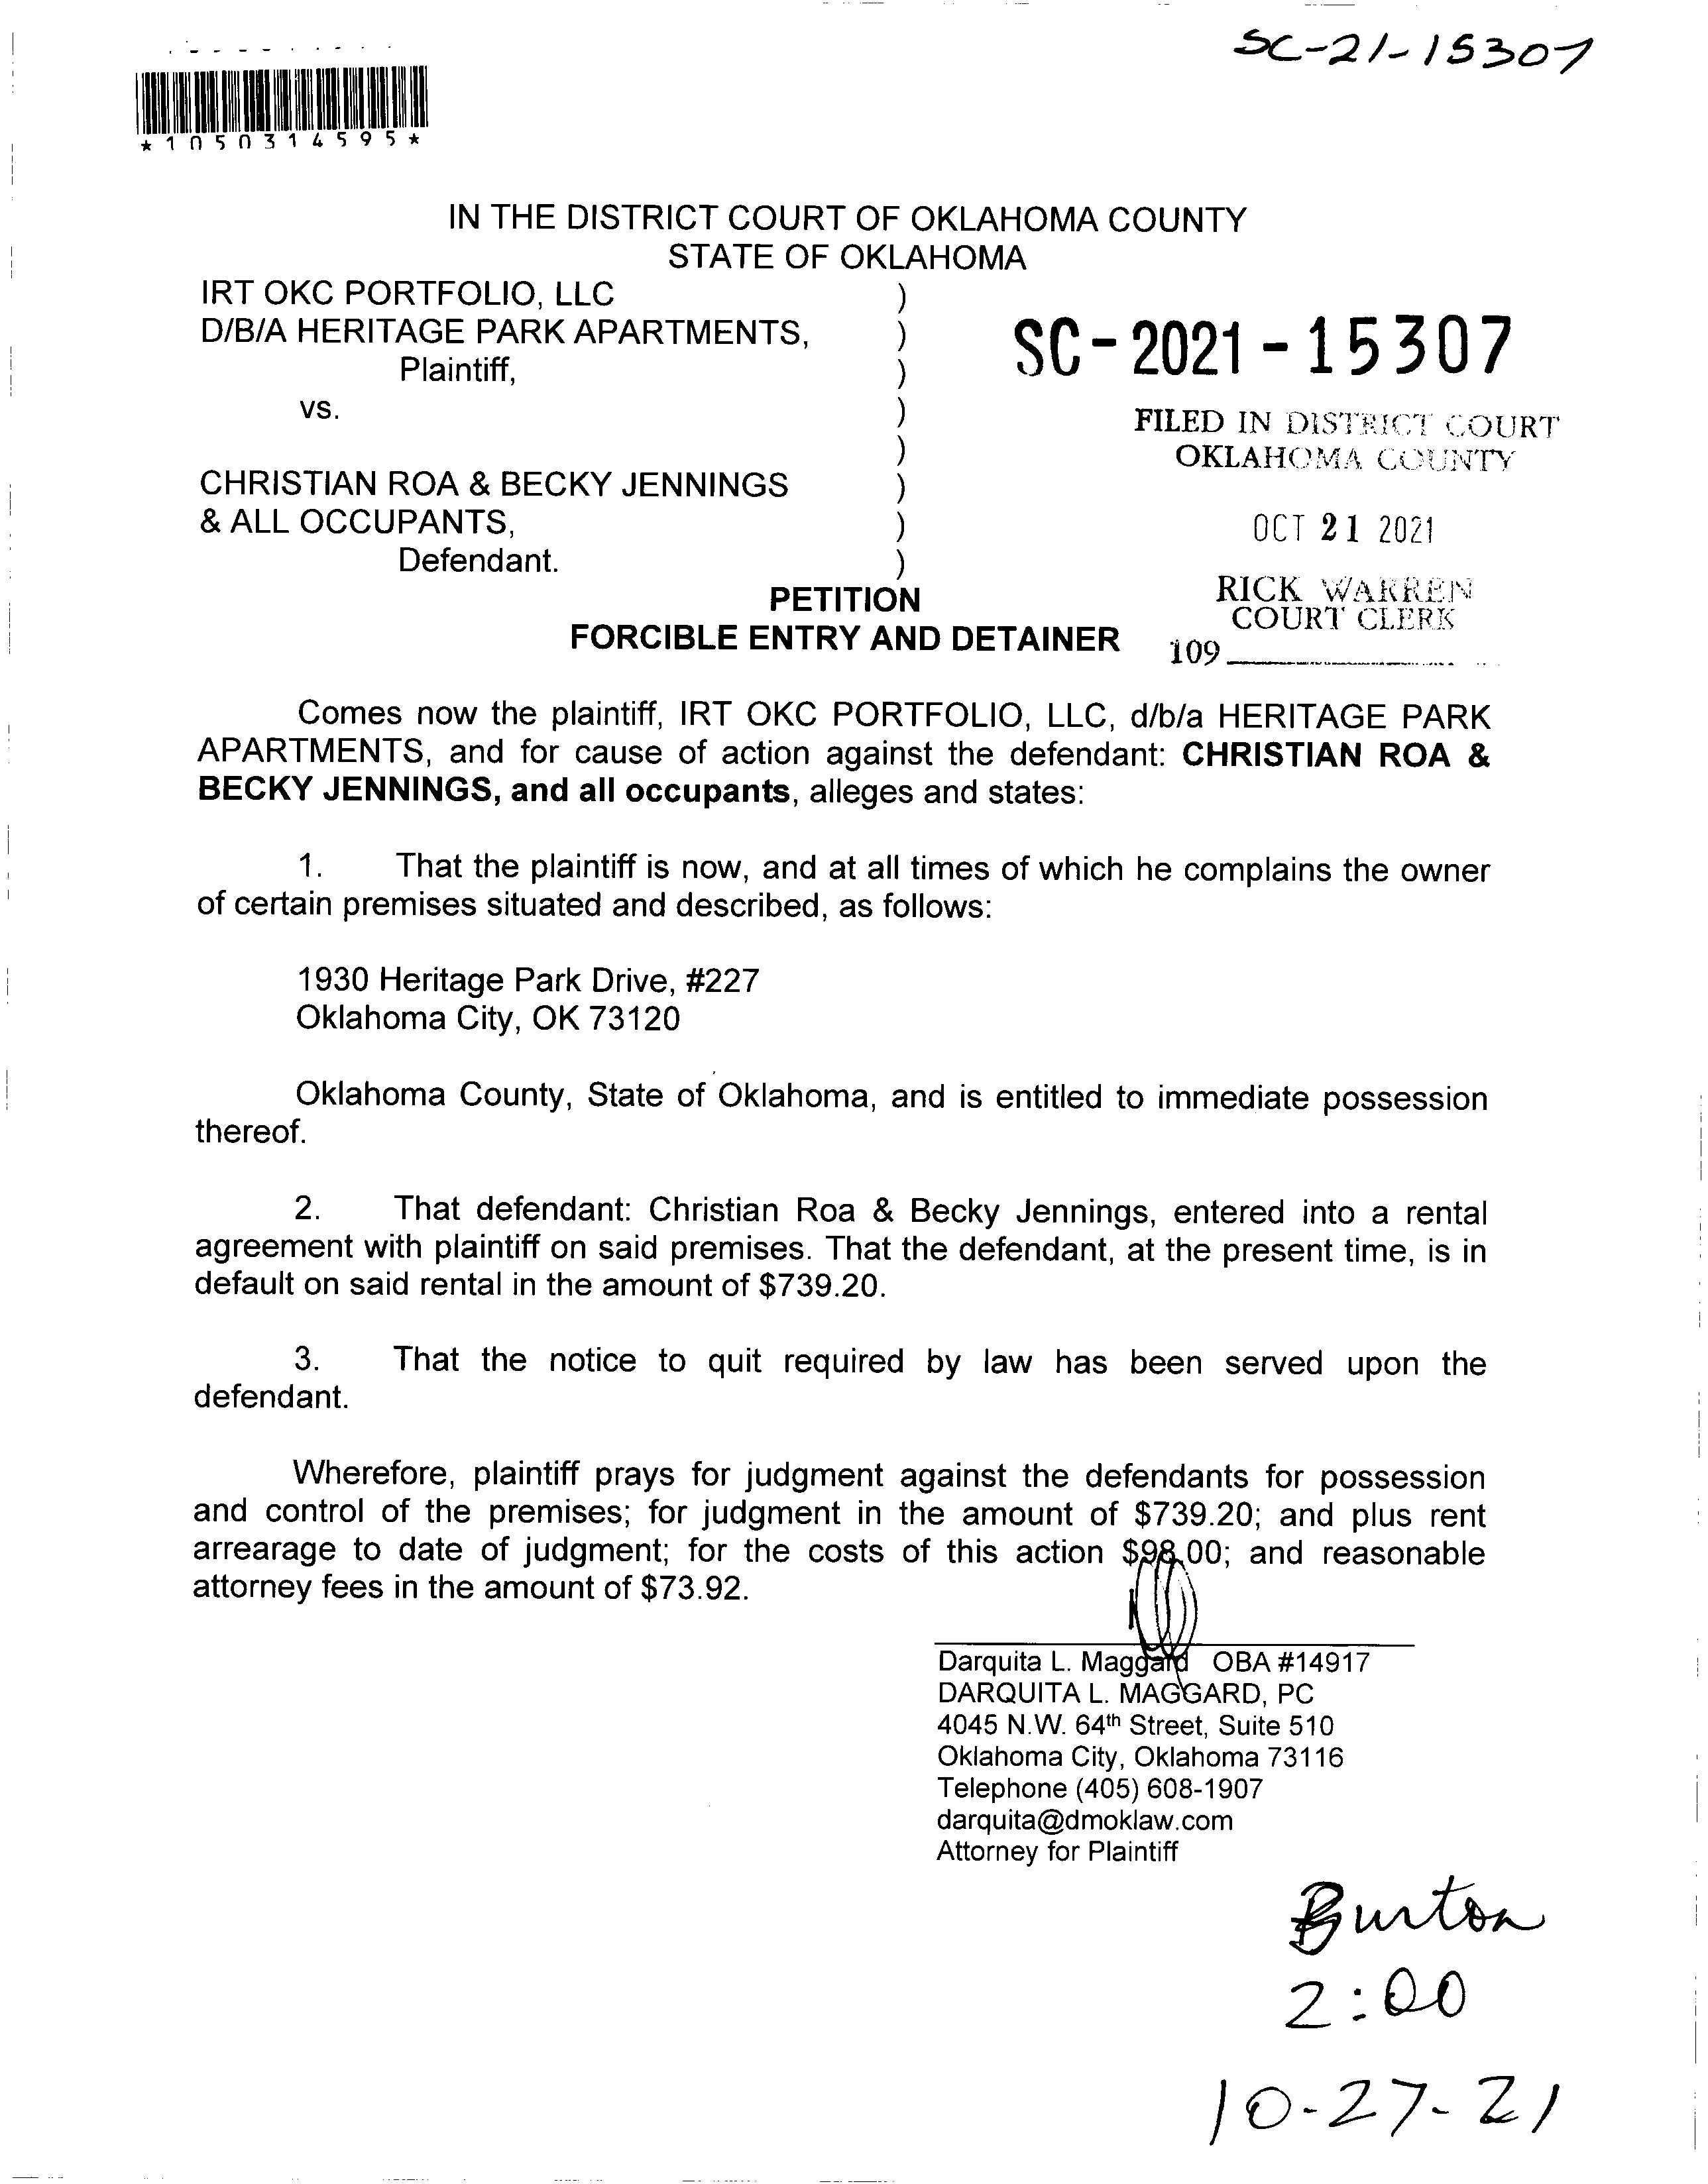 SC-21-15307
*1050314595*
IN THE DISTRICT COURT OF OKLAHOMA COUNTY
STATE OF OKLAHOMA
IRT OKC PORTFOLIO, LLC )
D/B/A HERITAGE PARK APARTMENTS, )
Plaintiff, )
vs. )
)
CHRISTIAN ROA & BECKY JENNINGS )
& ALL OCCUPANTS, )
Defendant. )
SC-2021-15307
FILED IN DISTRICT COURT
OKLAHOMA COUNTY
OCT 21 2021
RICK WARREN
COURT CLERK
109
PETITION
FORCIBLE ENTRY AND DETAINER
Comes now the plaintiff, IRT OKC PORTFOLIO, LLC, d/b/a HERITAGE PARK
APARTMENTS, and for cause of action against the defendant: CHRISTIAN ROA &
BECKY JENNINGS, and all occupants, alleges and states:
1. That the plaintiff is now, and at all times of which he complains the owner
of certain premises situated and described, as follows:
1930 Heritage Park Drive, #227
Oklahoma City, OK 73120
Oklahoma County, State of Oklahoma, and is entitled to immediate possession
thereof.
2. That defendant: Christian Roa & Becky Jennings, entered into a rental
agreement with plaintiff on said premises. That the defendant, at the present time, is in
default on said rental in the amount of $739.20.
3. That the notice to quit required by law has been served upon the
defendant.
Wherefore, plaintiff prays for judgment against the defendants for possession
and control of the premises; for judgment in the amount of $739.20; and plus rent
arrearage to date of judgment; for the costs of this action $98.00; and reasonable
attorney fees in the amount of $73.92.
Darquita L. Maggard OBA #14917
DARQUITA L. MAGGARD, PC
4045 N.W. 64th Street, Suite 510
Oklahoma City, Oklahoma 73116
Telephone (405) 608-1907
darquita@dmoklaw.com
Attorney for Plaintiff
Burton
2:00
10-27-21